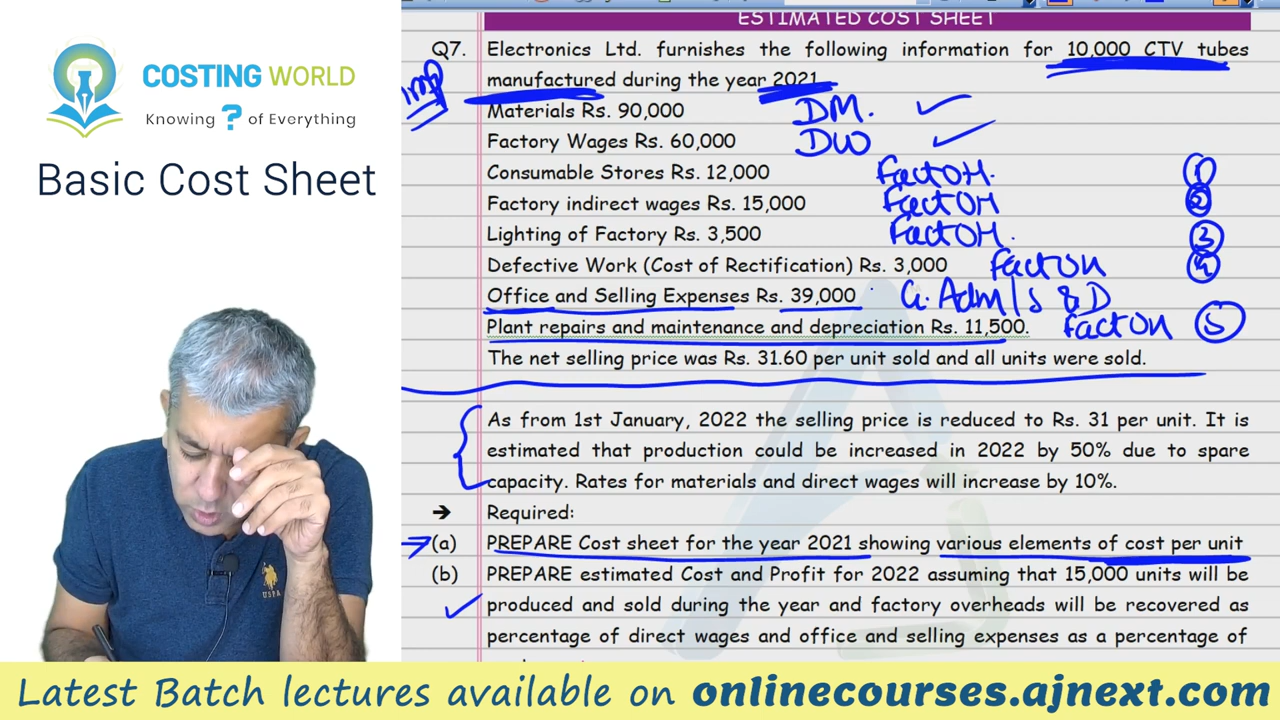 COSTING WORLD
Knowing ? of Everything
Basic Cost Sheet
ESTIMATED COST SHEET
Q7. Electronics Ltd. furnishes the following information for 10,000 CTV tubes
imp manufactured during the year 2021
Materials Rs. 90,000 DM.
Factory Wages Rs. 60,000 DW
Consumable Stores Rs. 12,000 Fact OH. 1
Factory indirect wages Rs. 15,000 Fact OH 2
Lighting of Factory Rs. 3,500 Fact OH. 3
Defective Work (Cost of Rectification) Rs. 3,000 Fact OH 4
Office and Selling Expenses Rs. 39,000 G. Adm/S & D
Plant repairs and maintenance and depreciation Rs. 11,500. Fact OH 5
The net selling price was Rs. 31.60 per unit sold and all units were sold.
As from 1st January, 2022 the selling price is reduced to Rs. 31 per unit. It is
estimated that production could be increased in 2022 by 50% due to spare
capacity. Rates for materials and direct wages will increase by 10%.
➔ Required:
(a) PREPARE Cost sheet for the year 2021 showing various elements of cost per unit
(b) PREPARE estimated Cost and Profit for 2022 assuming that 15,000 units will be
produced and sold during the year and factory overheads will be recovered as
percentage of direct wages and office and selling expenses as a percentage of
U.S. POLO ASSN.
Latest Batch lectures available on onlinecourses.ajnext.com